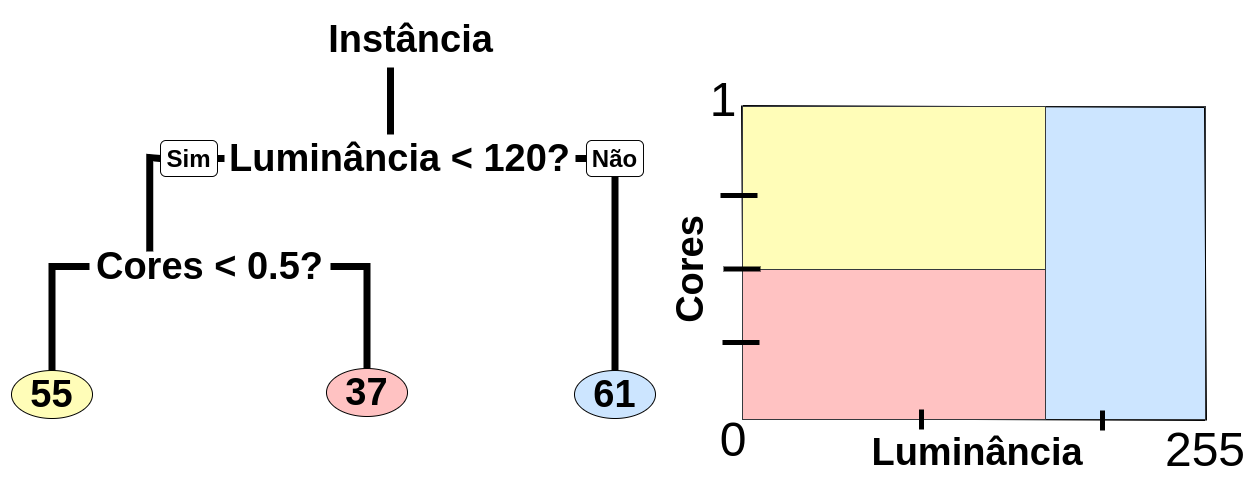 Instância
Sim
Luminância < 120?
Não
Cores < 0.5?
55
37
61
1
Cores
0
Luminância
255